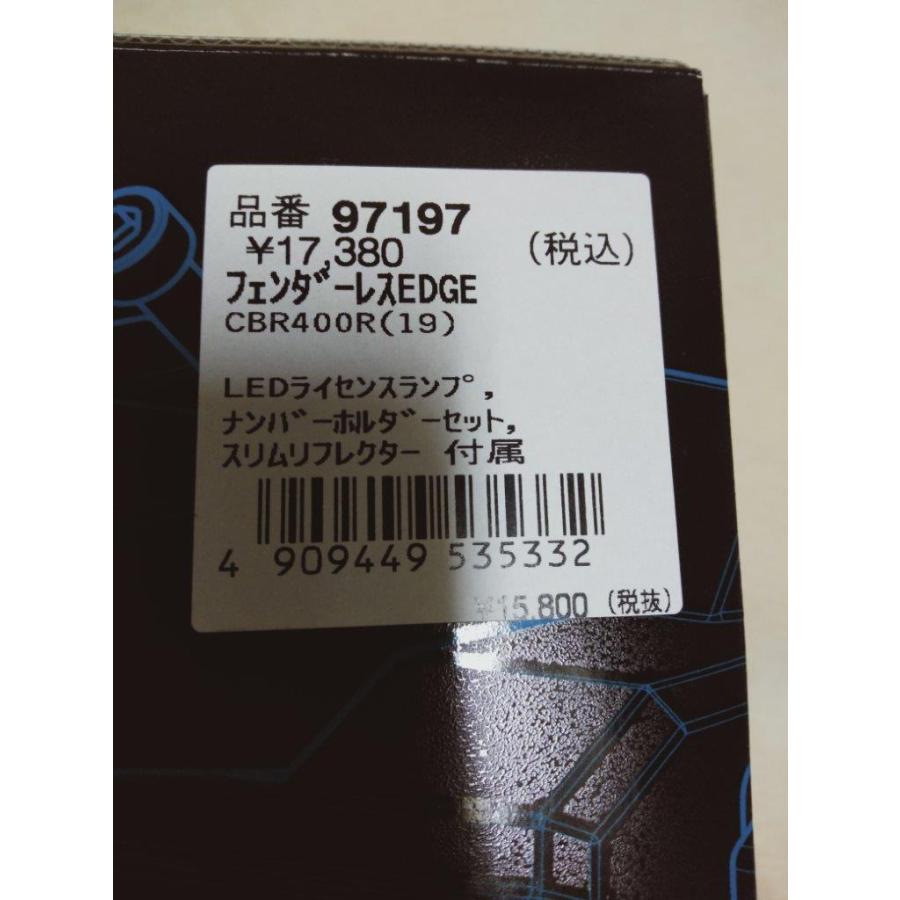 品番 97197
¥17,380 (税込)
ﾌｪﾝﾀﾞｰﾚｽEDGE
CBR400R(19)
LEDライセンスランプ,
ナンバーホルダーセット,
スリムリフレクター 付属
4 909449 535332
¥15,800 (税抜)